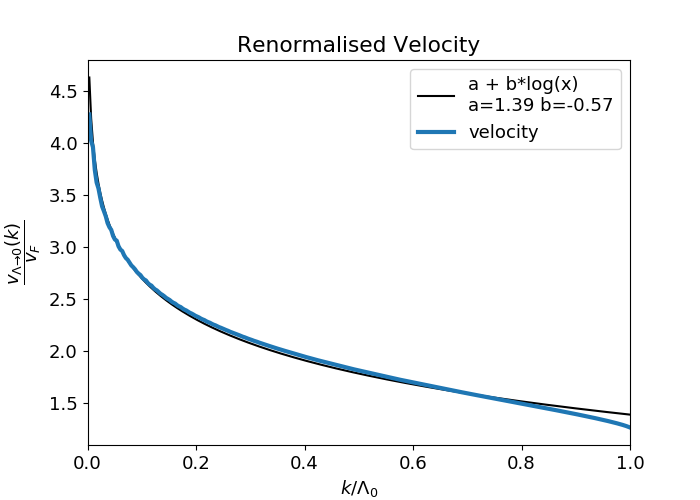 Renormalised Velocity
4.5
4.0
3.5
3.0
2.5
2.0
1.5
v_{Λ→0}(k)
v_F
a + b*log(x)
a=1.39 b=-0.57
velocity
0.0 0.2 0.4 0.6 0.8 1.0
k/Λ₀